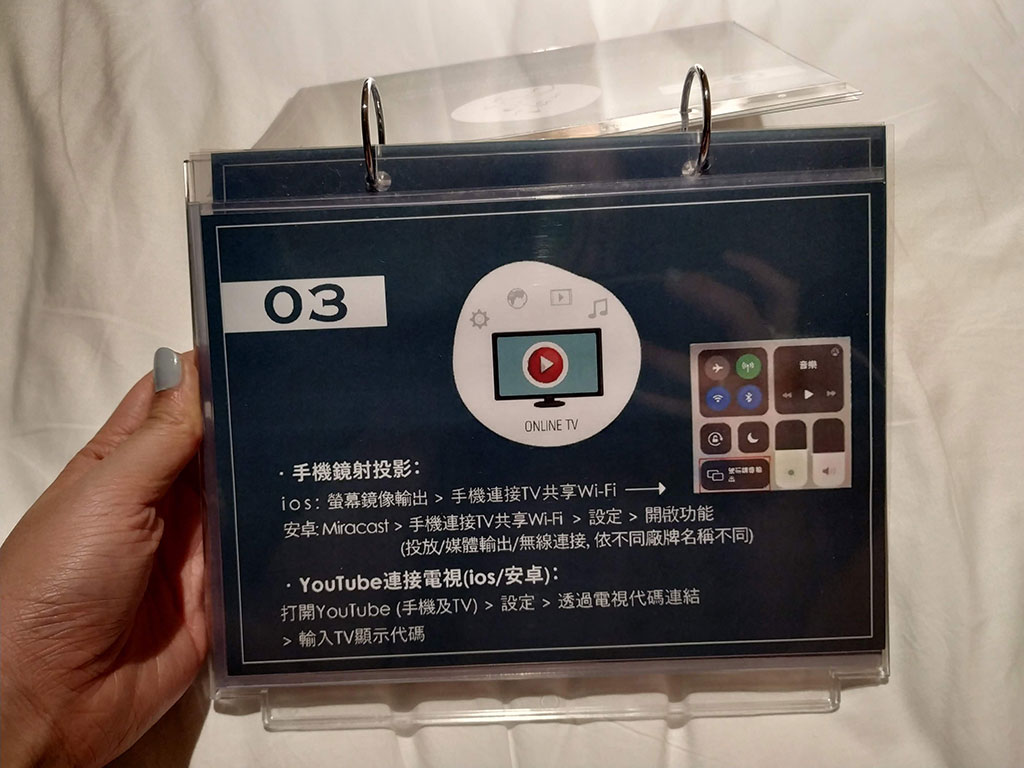 03
ONLINE TV
音樂
· 手機鏡射投影：
ios: 螢幕鏡像輸出 > 手機連接TV共享Wi-Fi
安卓: Miracast > 手機連接TV共享Wi-Fi > 設定 > 開啟功能
(投放/媒體輸出/無線連接, 依不同廠牌名稱不同)
· YouTube連接電視(ios/安卓)：
打開YouTube (手機及TV) > 設定 > 透過電視代碼連結
> 輸入TV顯示代碼